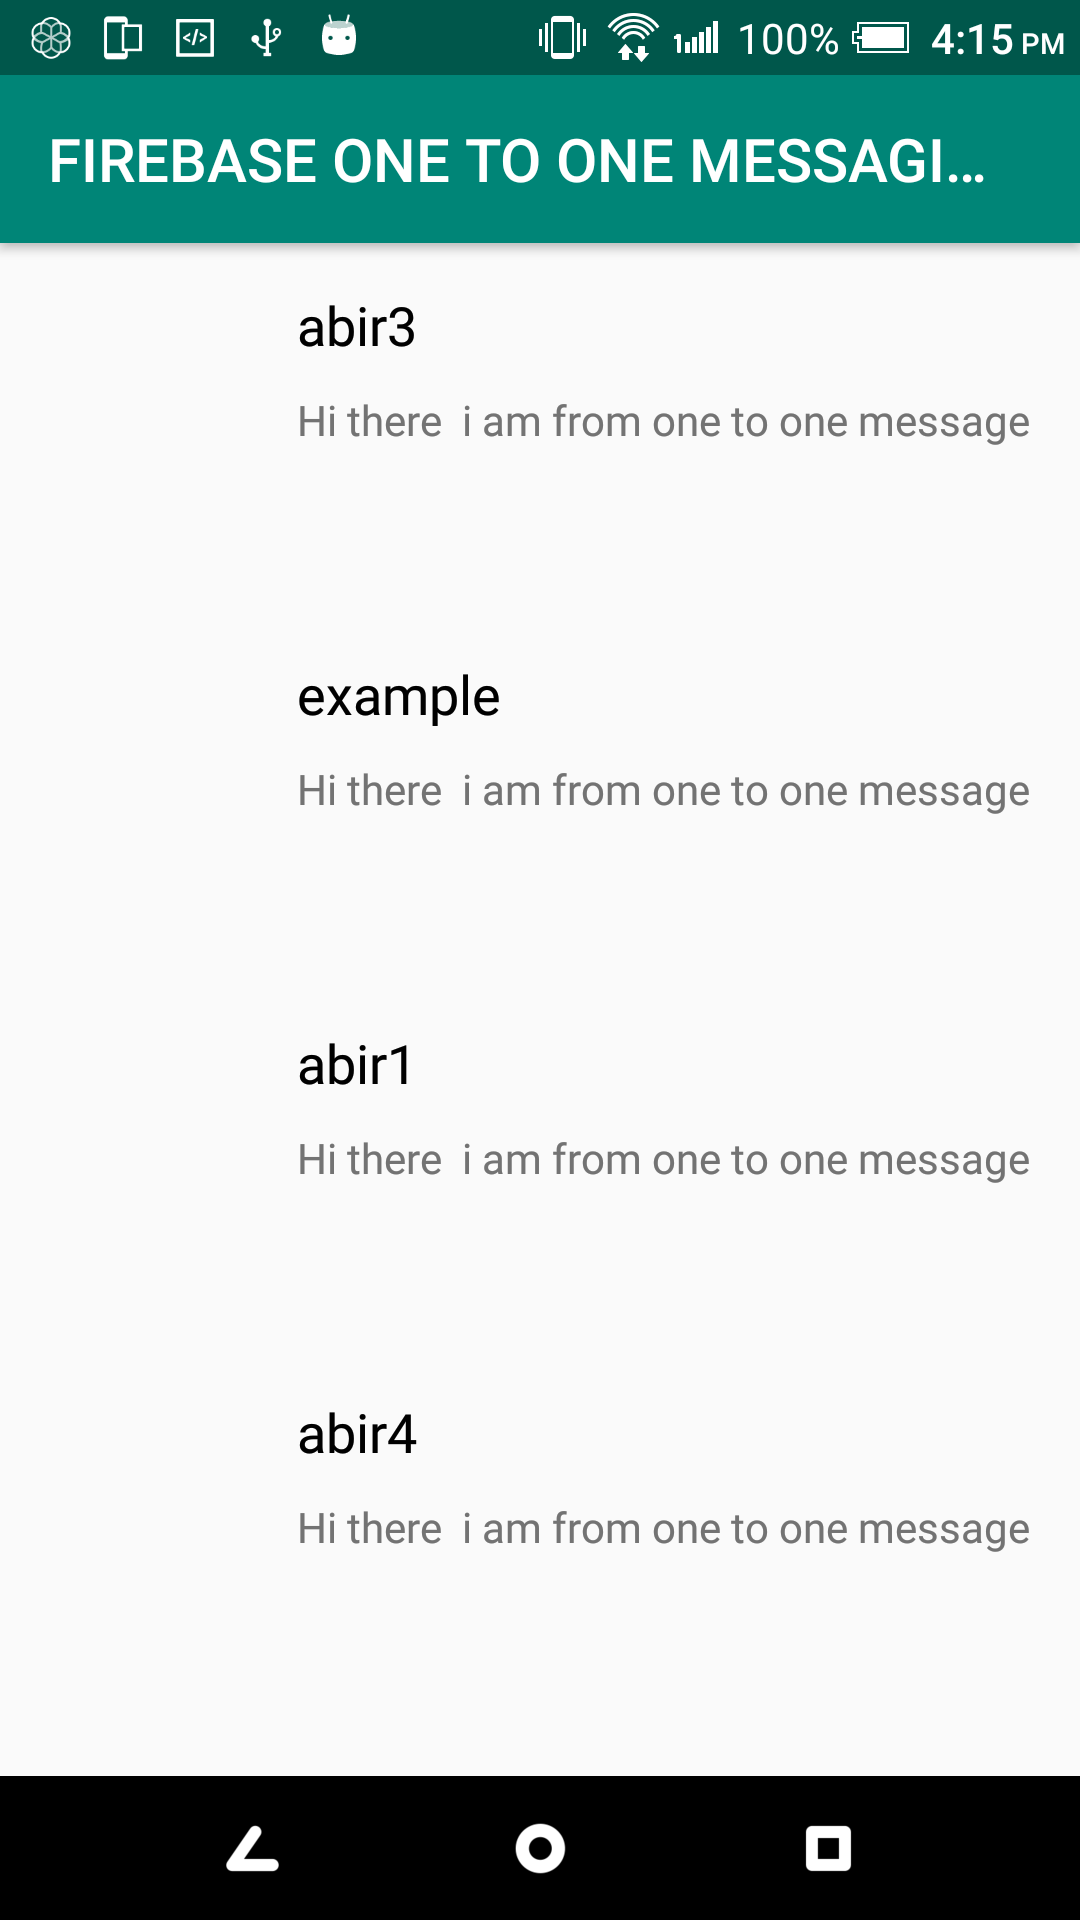 100% 4:15 PM
FIREBASE ONE TO ONE MESSAGI...
abir3
Hi there  i am from one to one message
example
Hi there  i am from one to one message
abir1
Hi there  i am from one to one message
abir4
Hi there  i am from one to one message